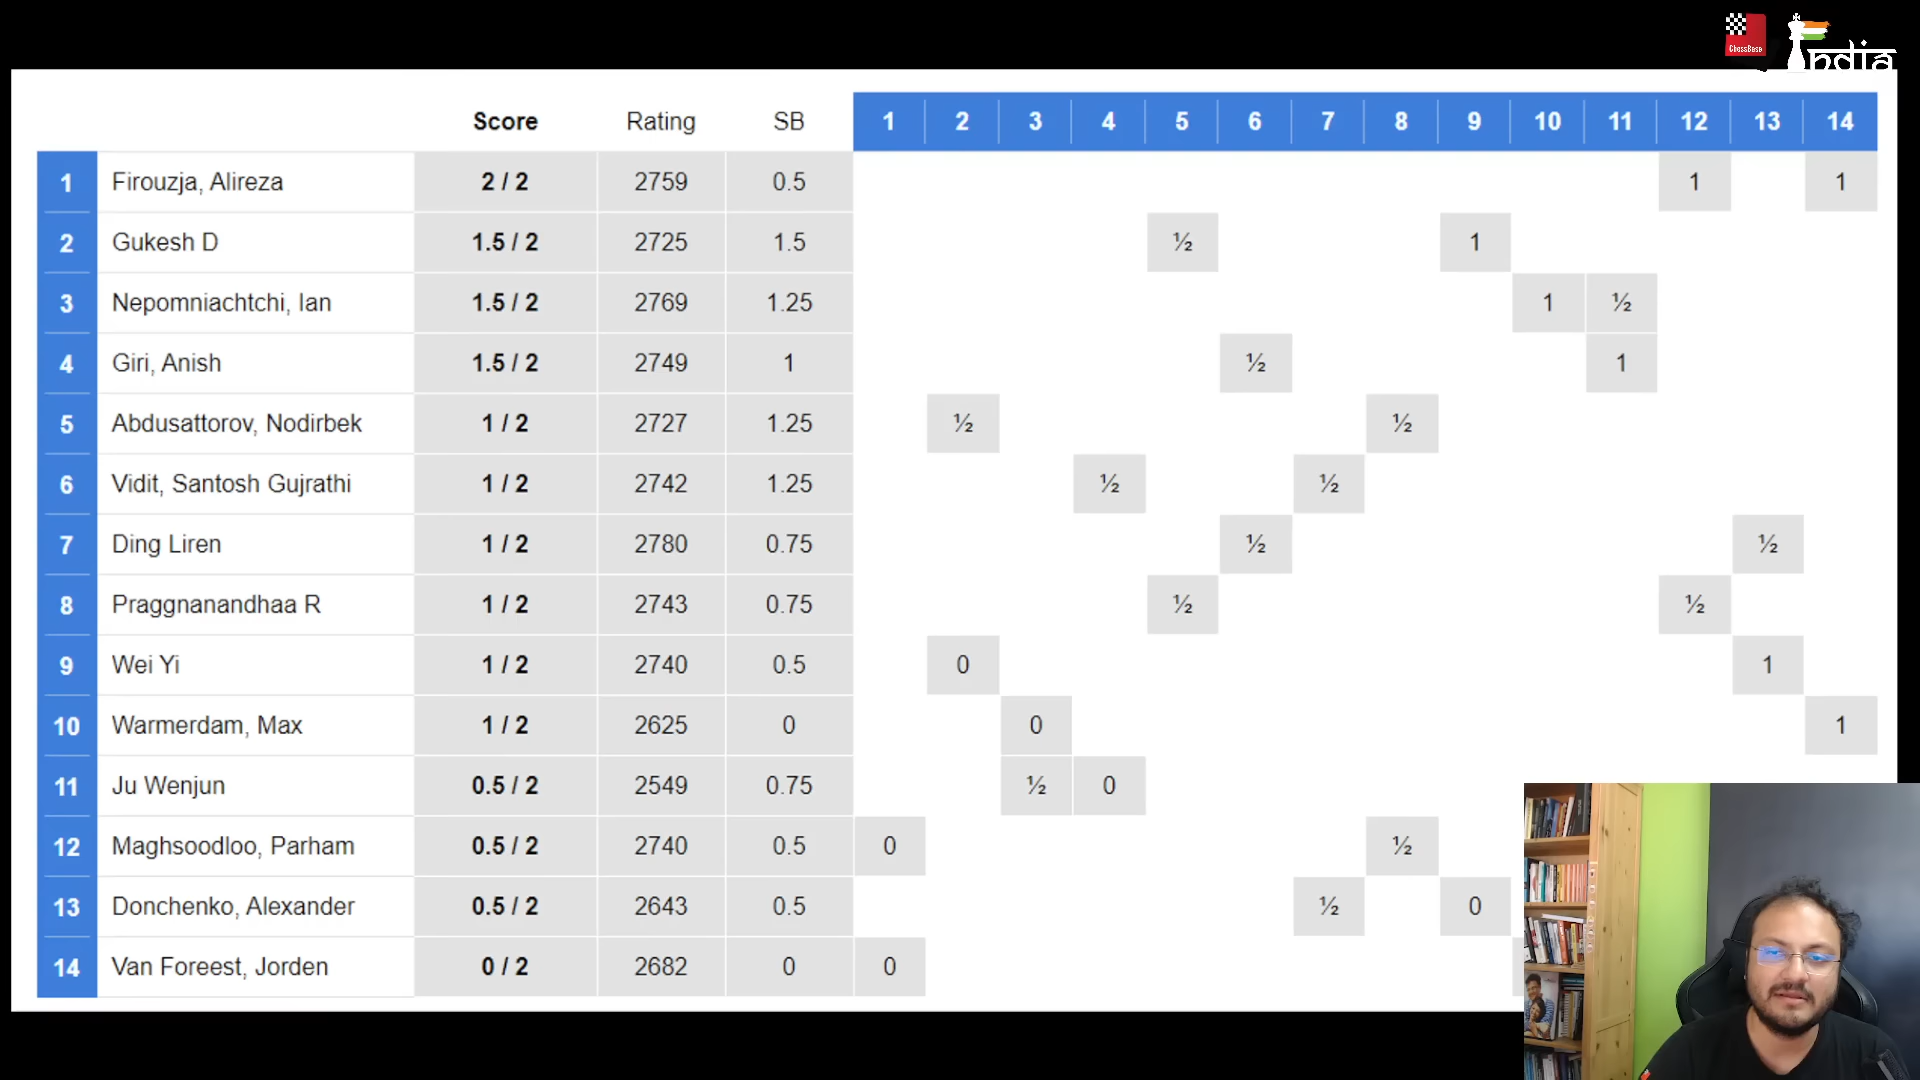 ChessBase
India
Score Rating SB 1 2 3 4 5 6 7 8 9 10 11 12 13 14
1 Firouzja, Alireza 2 / 2 2759 0.5 1 1
2 Gukesh D 1.5 / 2 2725 1.5 ½ 1
3 Nepomniachtchi, Ian 1.5 / 2 2769 1.25 1 ½
4 Giri, Anish 1.5 / 2 2749 1 ½ 1
5 Abdusattorov, Nodirbek 1 / 2 2727 1.25 ½ ½
6 Vidit, Santosh Gujrathi 1 / 2 2742 1.25 ½ ½
7 Ding Liren 1 / 2 2780 0.75 ½ ½
8 Praggnanandhaa R 1 / 2 2743 0.75 ½ ½
9 Wei Yi 1 / 2 2740 0.5 0 1
10 Warmerdam, Max 1 / 2 2625 0 0 1
11 Ju Wenjun 0.5 / 2 2549 0.75 ½ 0
12 Maghsoodloo, Parham 0.5 / 2 2740 0.5 0 ½
13 Donchenko, Alexander 0.5 / 2 2643 0.5 ½ 0
14 Van Foreest, Jorden 0 / 2 2682 0 0